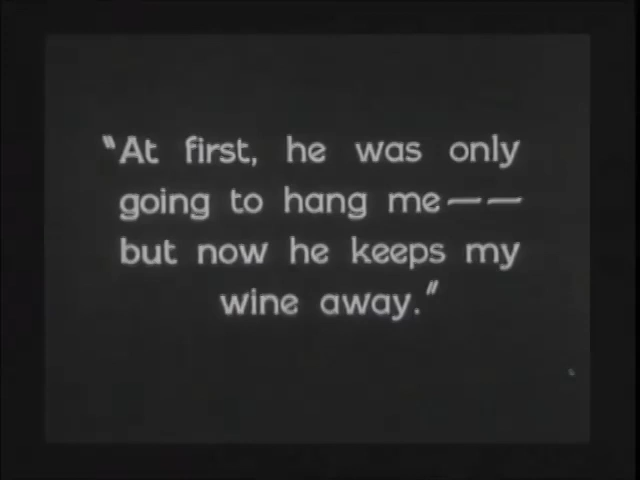 "At first, he was only
going to hang me——
but now he keeps my
wine away."